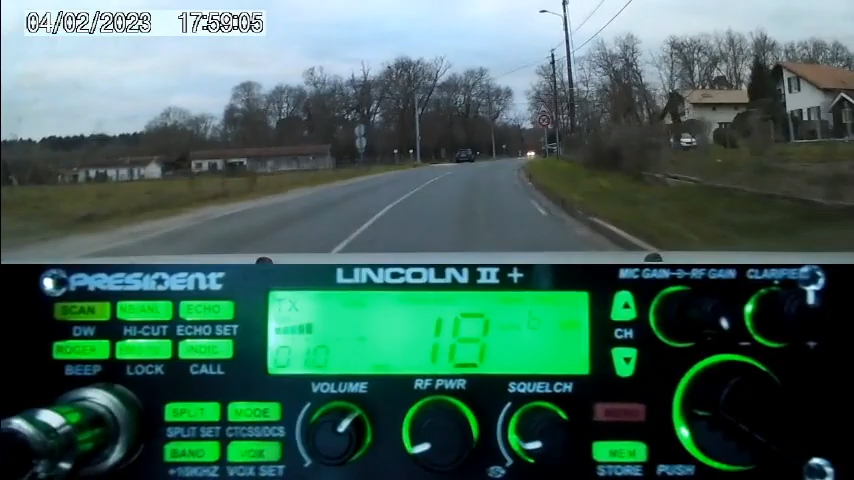 04/02/2023 17:59:05
PRESIDENT LINCOLN II + MIC GAIN RF GAIN CLARIFIER
SCAN NB/ANL ECHO TX
DW HI-CUT ECHO SET 18 b CH
ROGER INDIC. 010
BEEP LOCK CALL
VOLUME RF PWR SQUELCH
SPLIT MODE
SPLIT SET CTCSS/DCS
BAND VOX MEM
+10KHZ VOX SET STORE PUSH